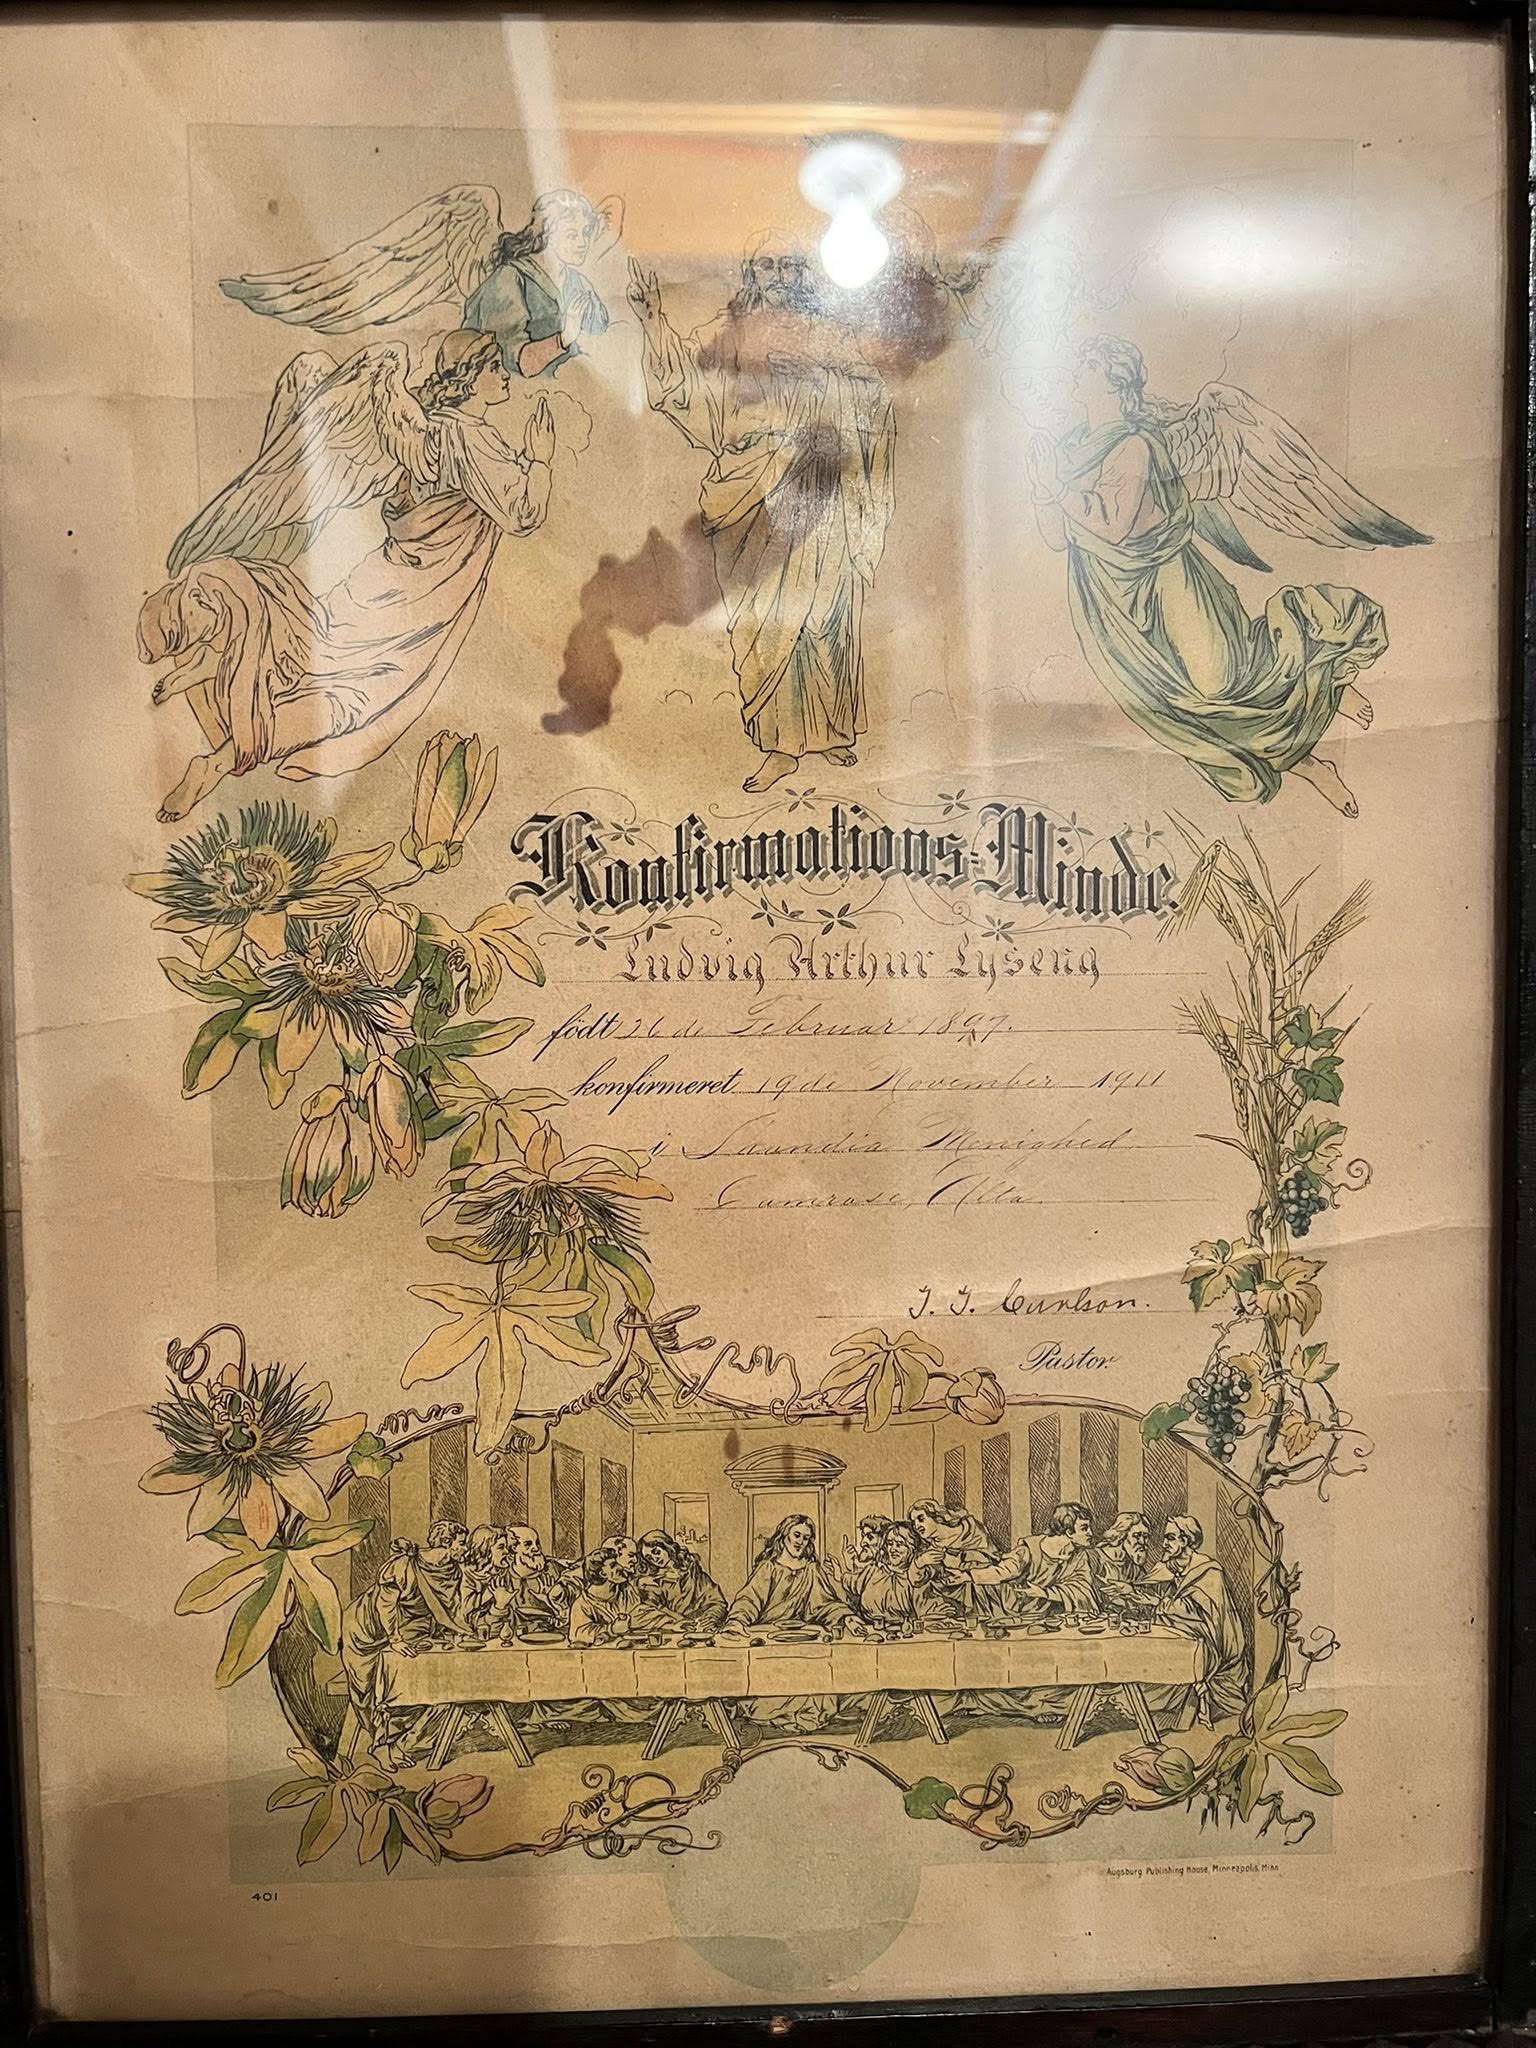 Konfirmations-Minde.
Ludvig Arthur Lyseng
födt 26 de Februar 1897.
konfirmeret 19 de November 1911
i Scandia Menighed
Camrose, Alta.
J. J. Carlson.
Pastor.
Augsburg Publishing House, Minneapolis, Minn
401